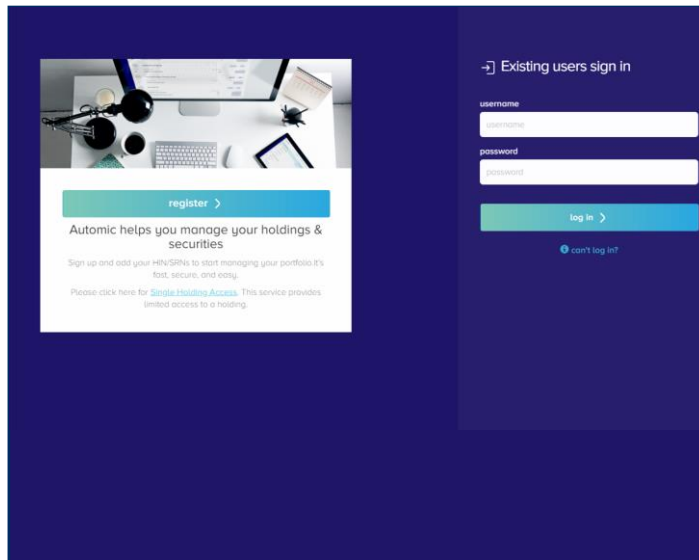 register
Automic helps you manage your holdings &
securities
Sign up and add your HIN/SRNs to start managing your portfolio.It's
fast, secure, and easy.
Please click here for Single Holding Access. This service provides
limited access to a holding.
Existing users sign in
username
username
password
password
log in
can't log in?